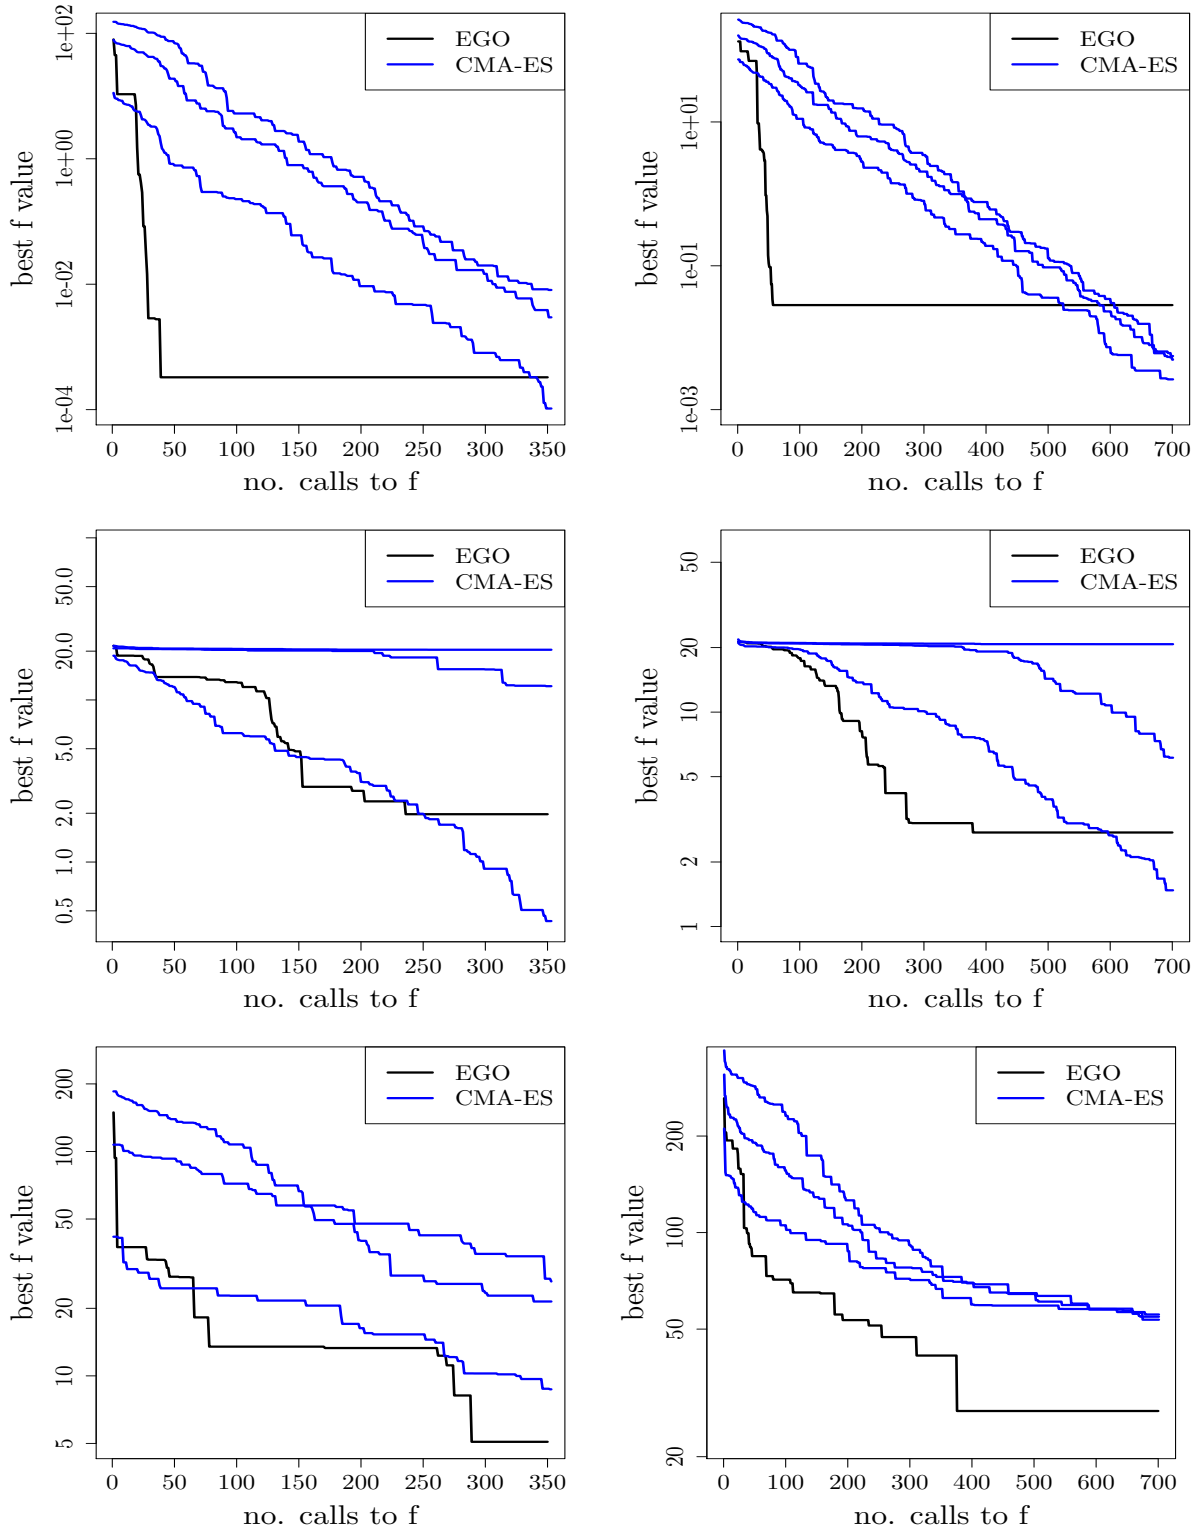 EGO
CMA-ES
best f value
1e+02
1e+00
1e-02
1e-04
0 50 100 150 200 250 300 350
no. calls to f
EGO
CMA-ES
best f value
1e+01
1e-01
1e-03
0 100 200 300 400 500 600 700
no. calls to f
EGO
CMA-ES
best f value
50.0
20.0
5.0
2.0
1.0
0.5
0 50 100 150 200 250 300 350
no. calls to f
EGO
CMA-ES
best f value
50
20
10
5
2
1
0 100 200 300 400 500 600 700
no. calls to f
EGO
CMA-ES
best f value
200
100
50
20
10
5
0 50 100 150 200 250 300 350
no. calls to f
EGO
CMA-ES
best f value
200
100
50
20
0 100 200 300 400 500 600 700
no. calls to f